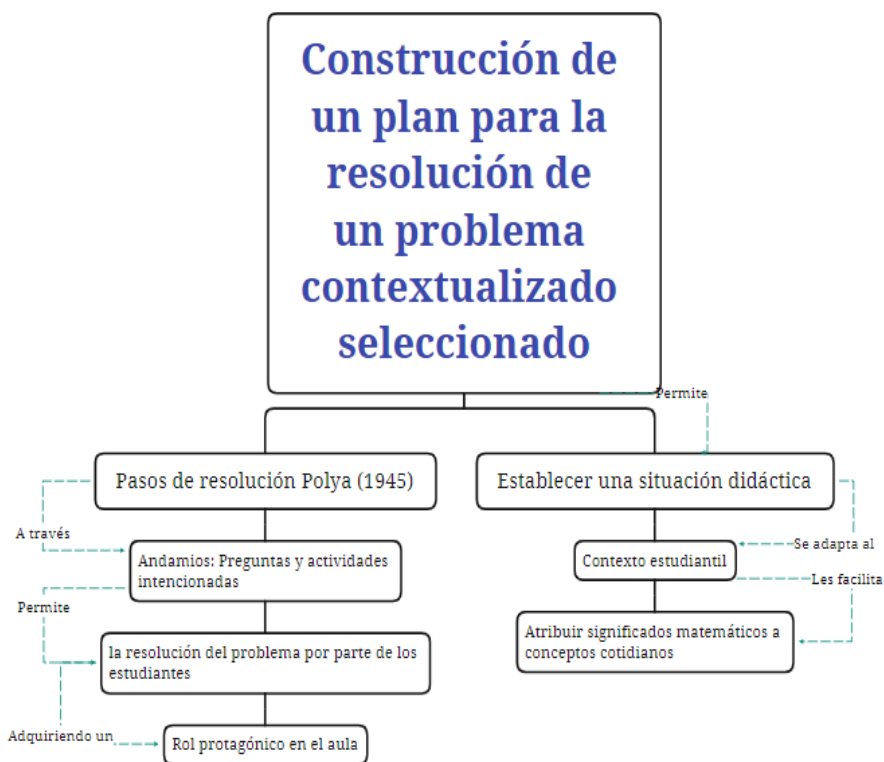 Construcción de
un plan para la
resolución de
un problema
contextualizado
seleccionado
Permite
Pasos de resolución Polya (1945)
Establecer una situación didáctica
A través
Se adapta al
Andamios: Preguntas y actividades
intencionadas
Contexto estudiantil
Les facilita
Permite
Atribuir significados matemáticos a
conceptos cotidianos
la resolución del problema por parte de los
estudiantes
Adquiriendo un
Rol protagónico en el aula